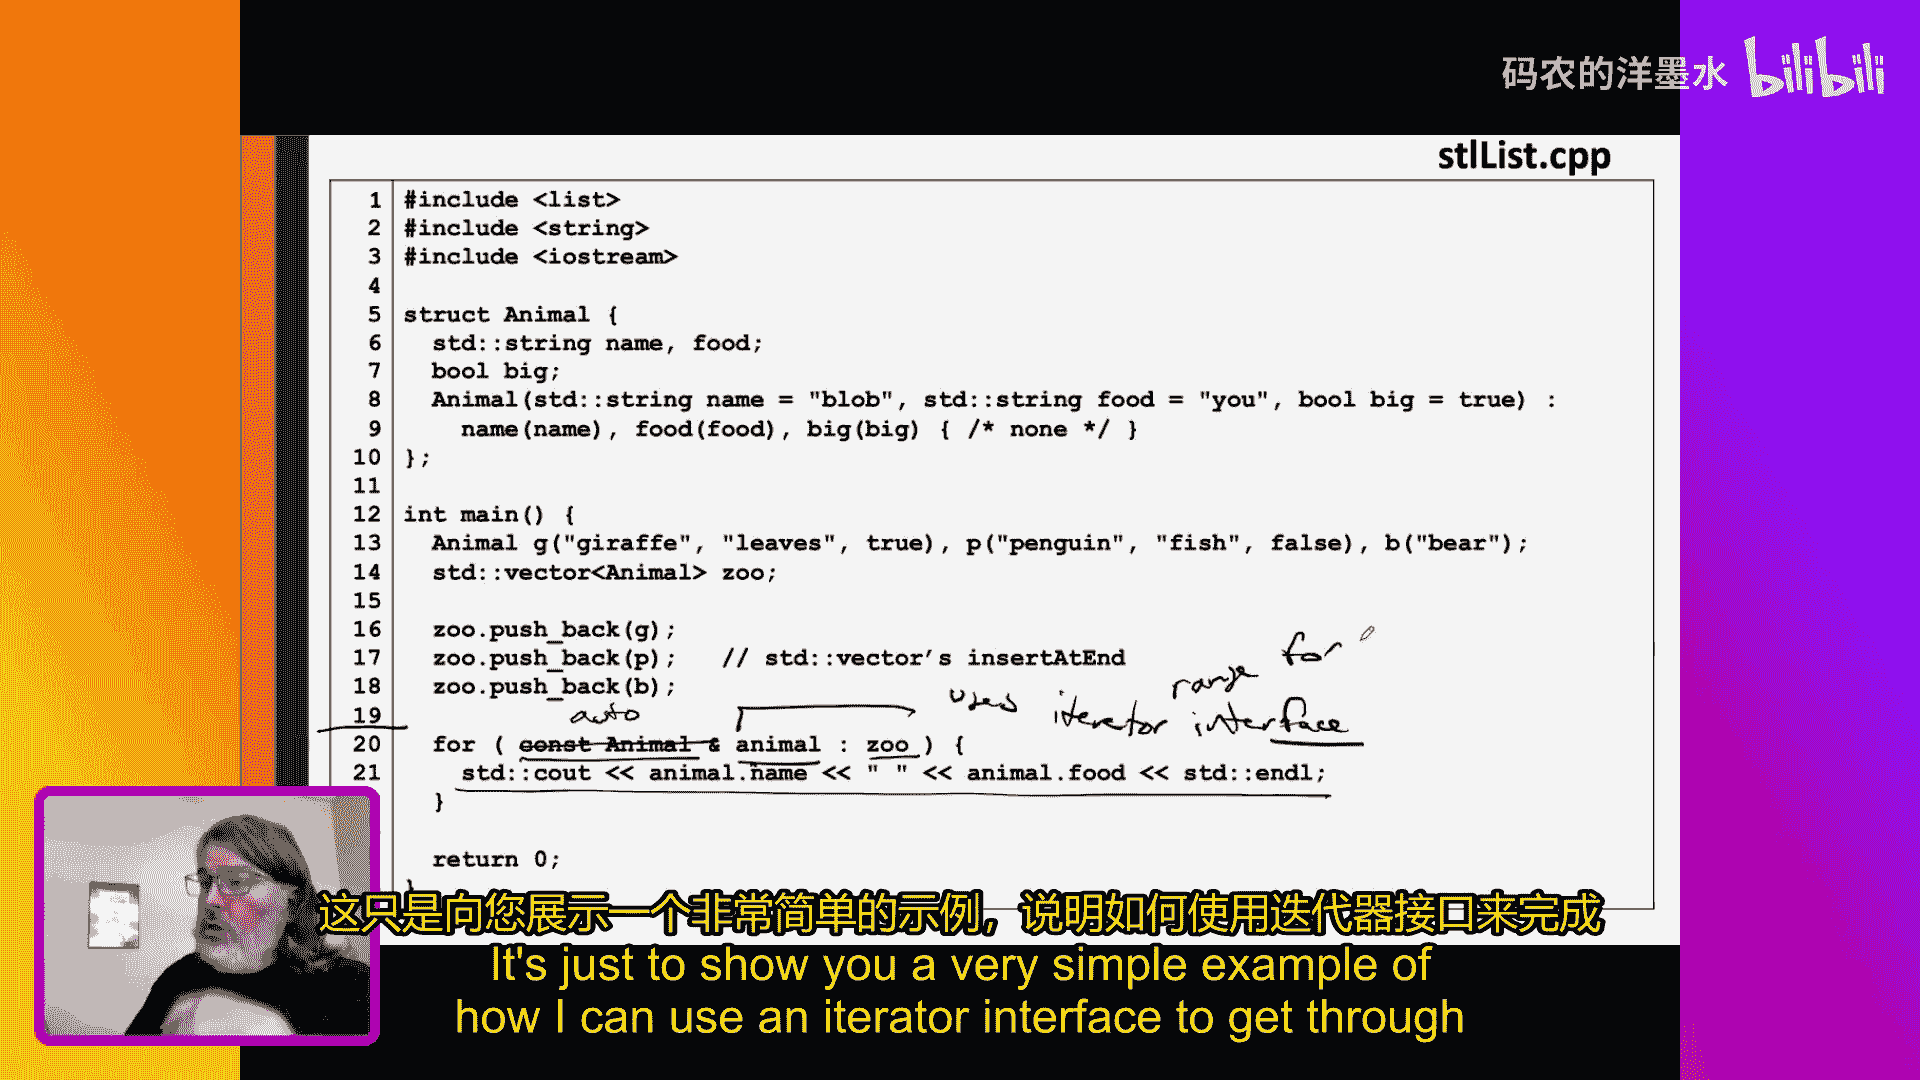 码农的洋墨水 bilibili
stlList.cpp
1 #include <list>
2 #include <string>
3 #include <iostream>
4
5 struct Animal {
6 std::string name, food;
7 bool big;
8 Animal(std::string name = "blob", std::string food = "you", bool big = true) :
9 name(name), food(food), big(big) { /* none */ }
10 };
11
12 int main() {
13 Animal g("giraffe", "leaves", true), p("penguin", "fish", false), b("bear");
14 std::vector<Animal> zoo;
15
16 zoo.push_back(g);
17 zoo.push_back(p); // std::vector’s insertAtEnd
18 zoo.push_back(b);
range for
19
auto
uses iterator interface
20 for ( const Animal & animal : zoo ) {
21 std::cout << animal.name << " " << animal.food << std::endl;
}
return 0;
}
这只是向您展示一个非常简单的示例，说明如何使用迭代器接口来完成
It's just to show you a very simple example of
how I can use an iterator interface to get through